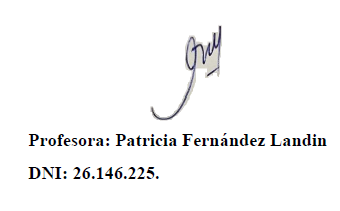 Profesora: Patricia Fernández Landin
DNI: 26.146.225.